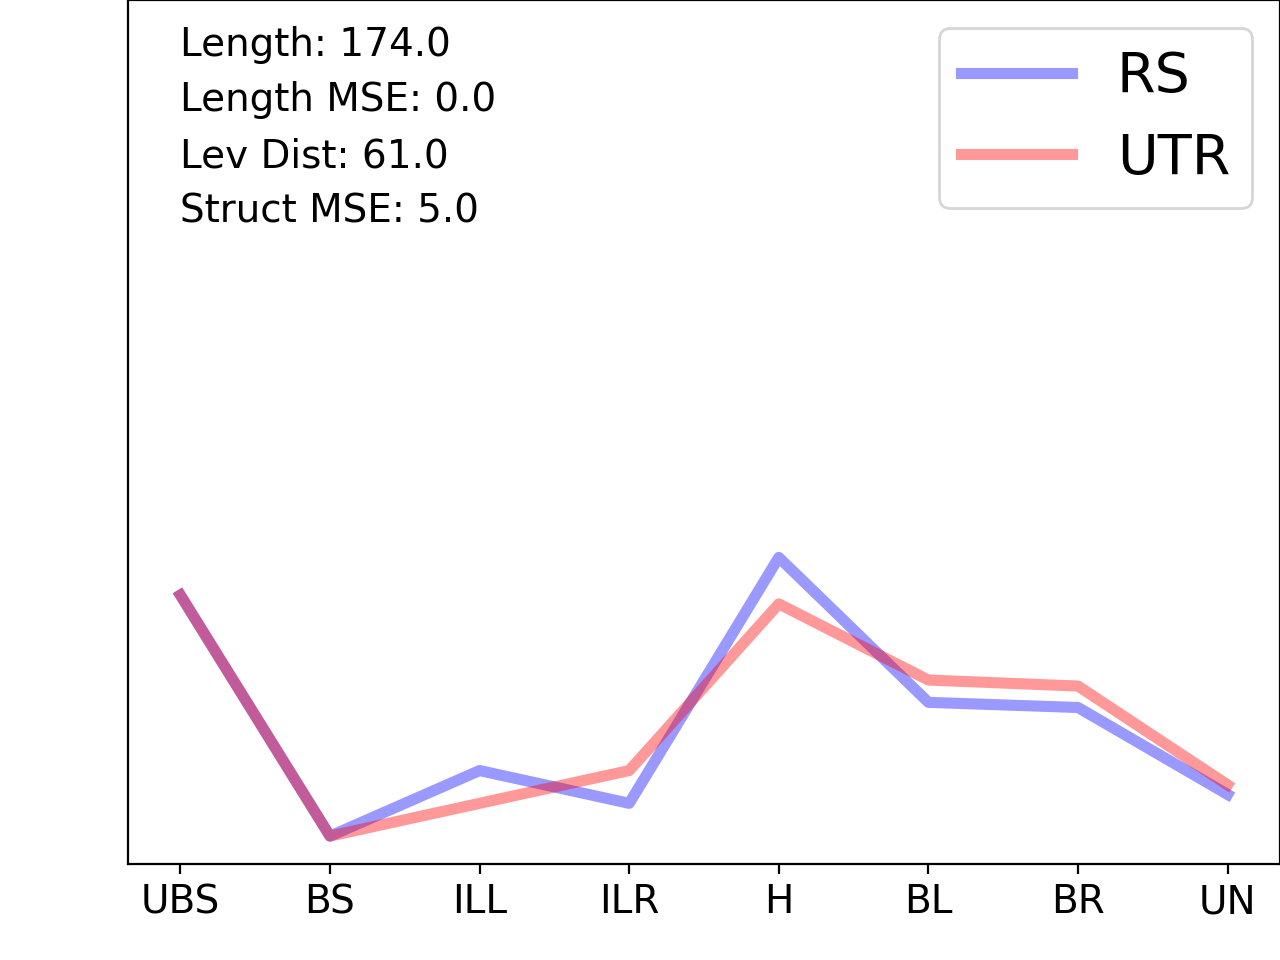 Length: 174.0
Length MSE: 0.0
Lev Dist: 61.0
Struct MSE: 5.0
RS
UTR
UBS BS ILL ILR H BL BR UN